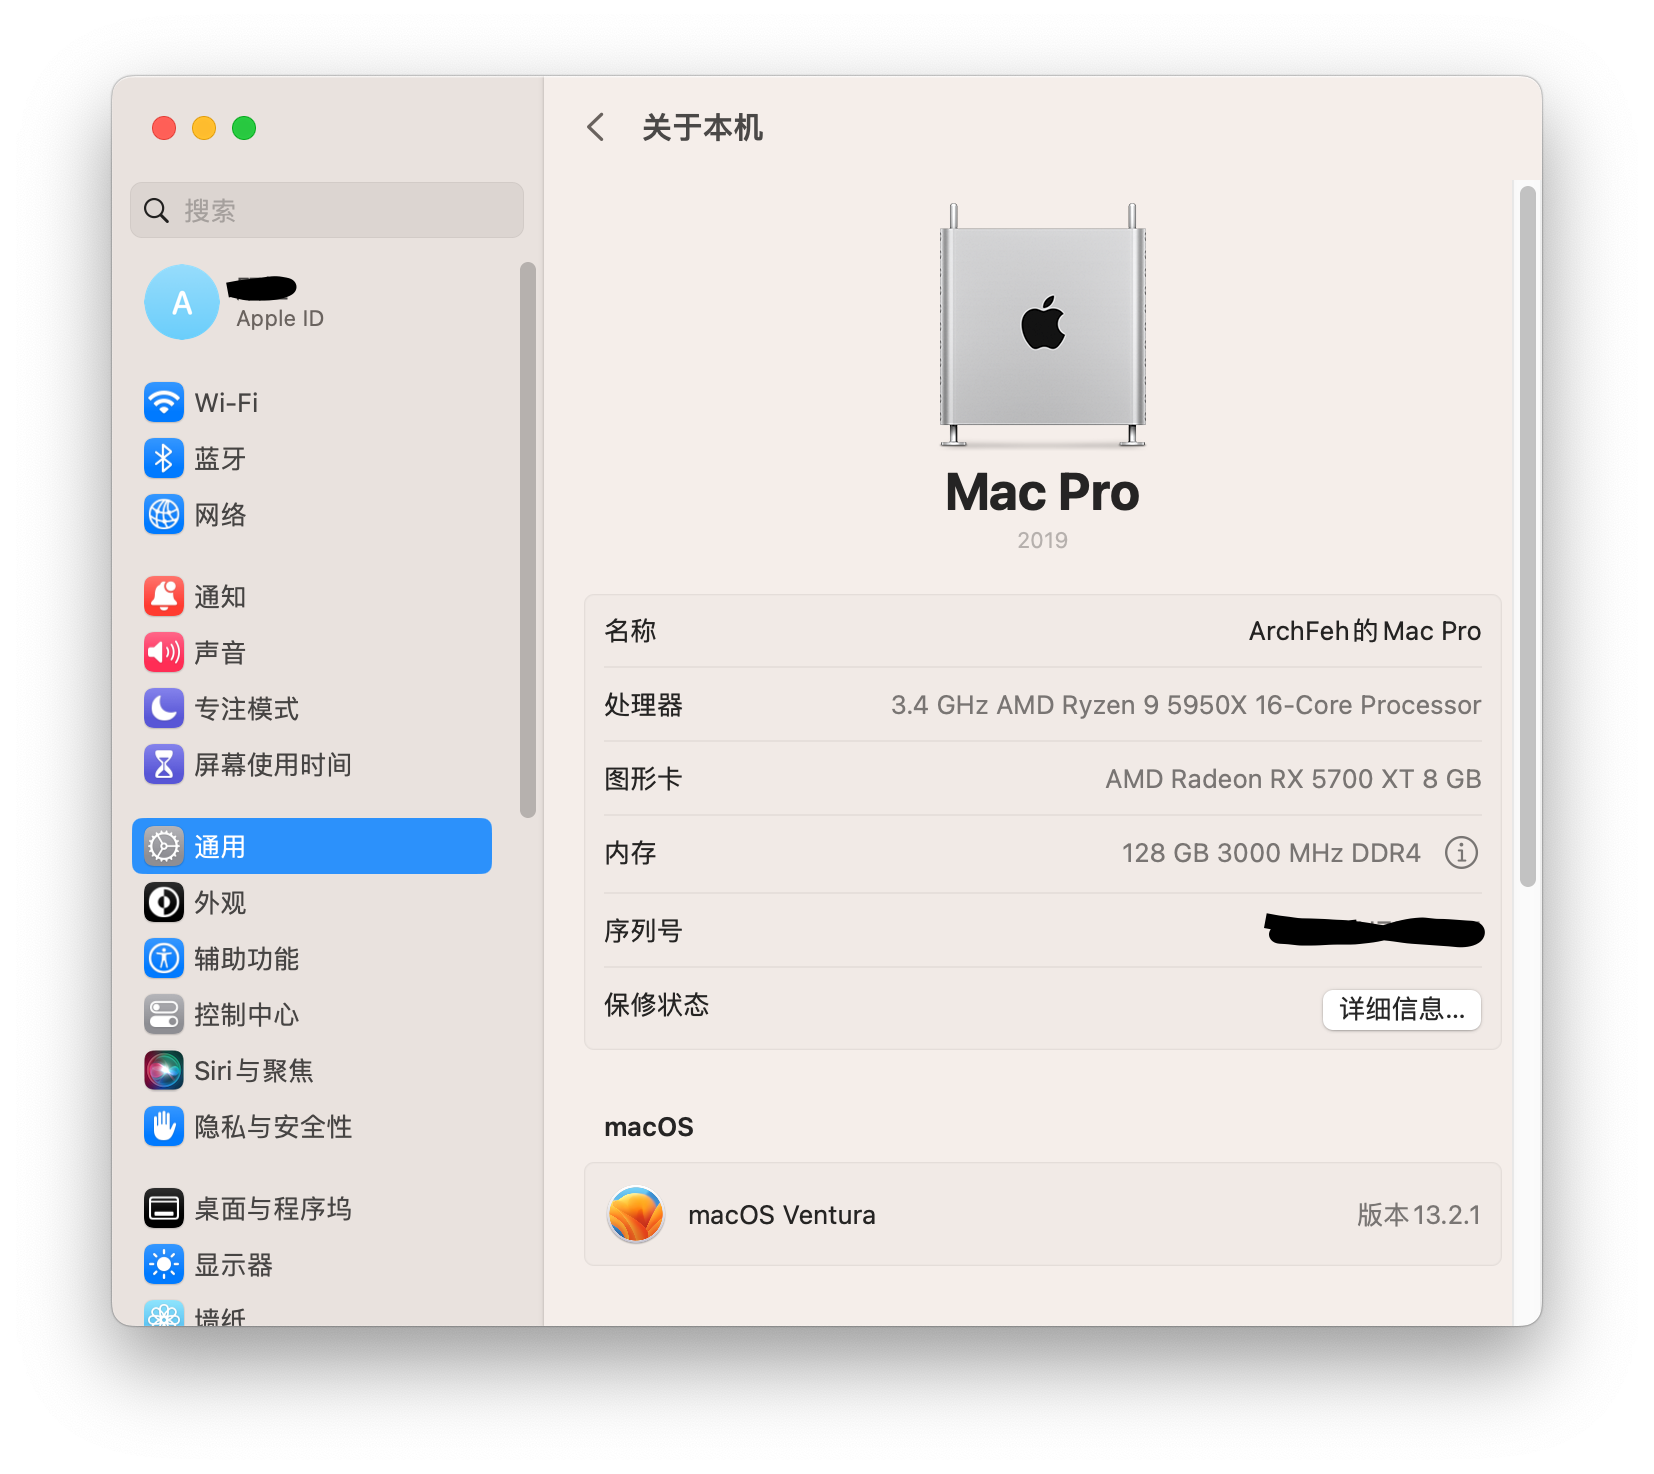 搜索
A
Apple ID
Wi-Fi
蓝牙
网络
通知
声音
专注模式
屏幕使用时间
通用
外观
辅助功能
控制中心
Siri与聚焦
隐私与安全性
桌面与程序坞
显示器
墙纸
关于本机
Mac Pro
2019
名称 ArchFeh的Mac Pro
处理器 3.4 GHz AMD Ryzen 9 5950X 16-Core Processor
图形卡 AMD Radeon RX 5700 XT 8 GB
内存 128 GB 3000 MHz DDR4
序列号
保修状态 详细信息...
macOS
macOS Ventura 版本13.2.1